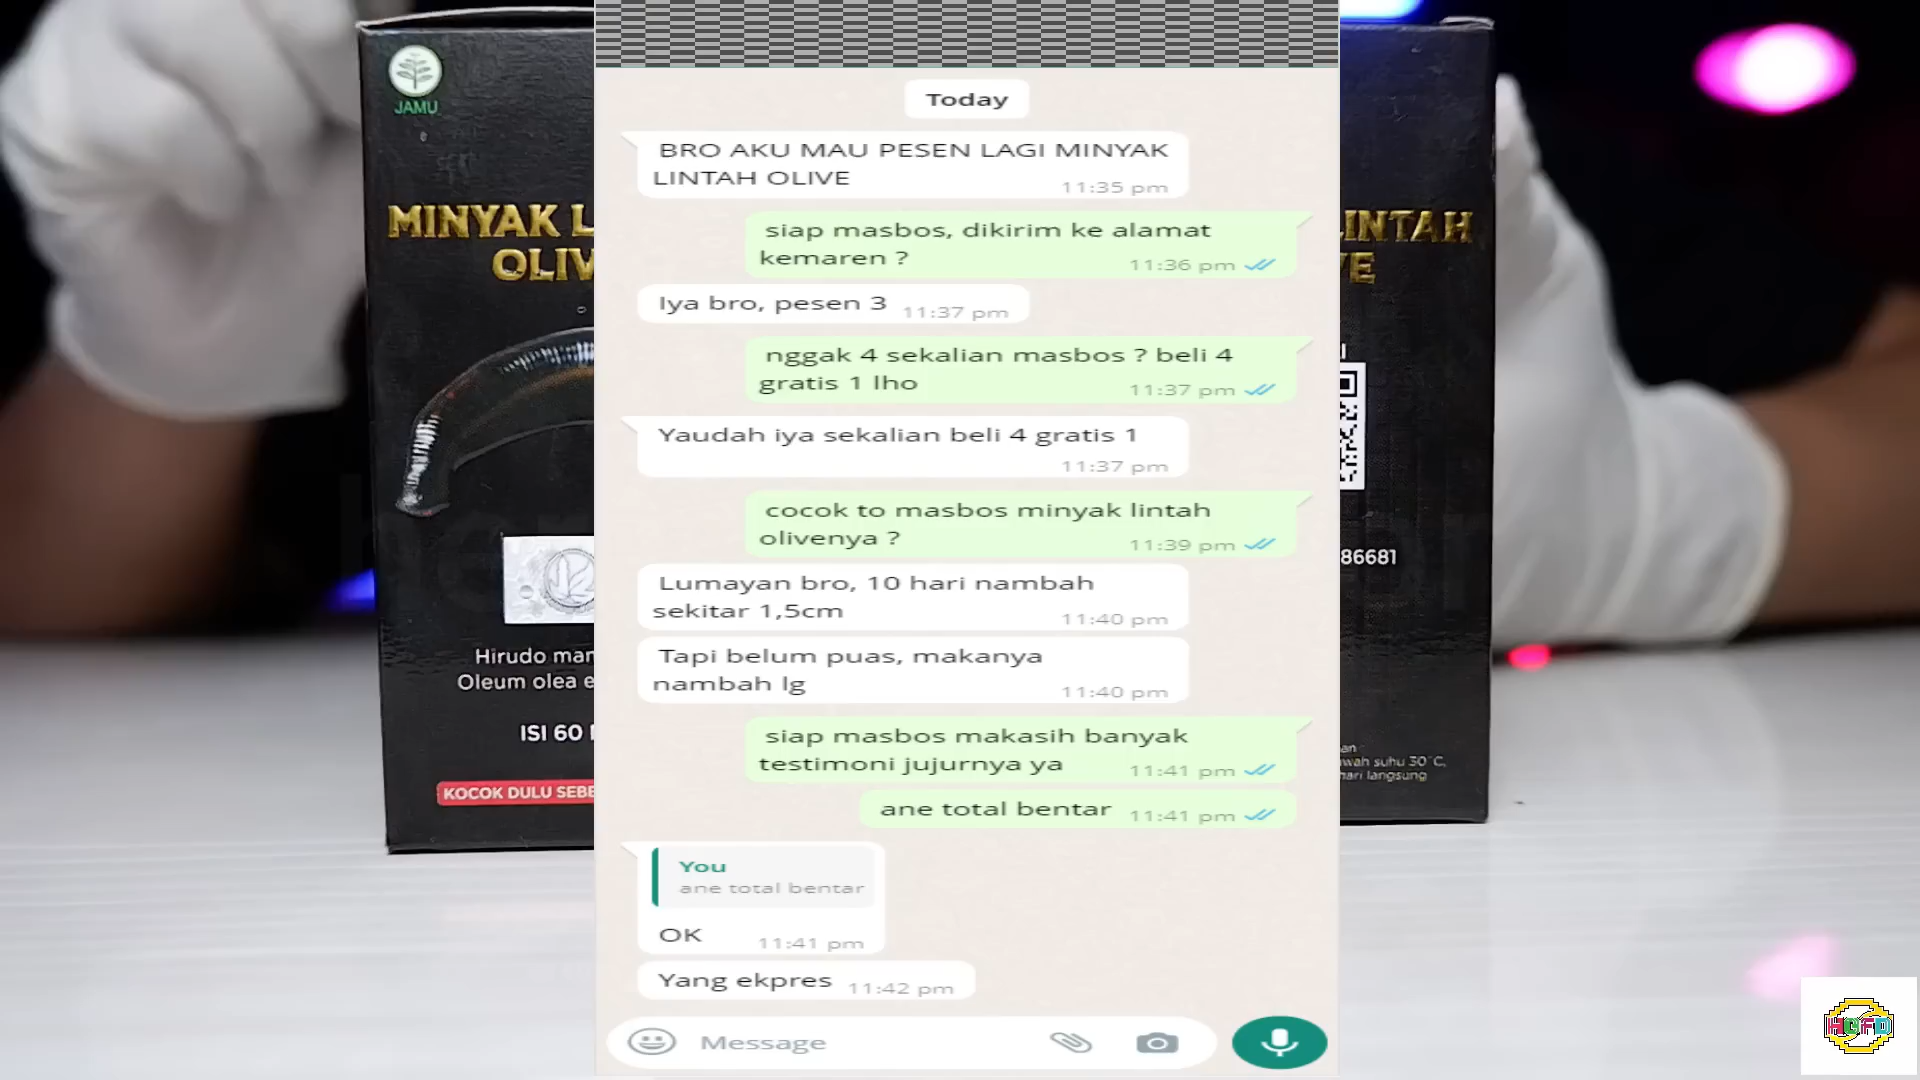 JAMU
MINYAK L
OLIV
Hirudo mar
Oleum olea e
ISI 60
KOCOK DULU SEBE
Today
BRO AKU MAU PESEN LAGI MINYAK
LINTAH OLIVE
11:35 pm
siap masbos, dikirim ke alamat
kemaren ?
11:36 pm
Iya bro, pesen 3
11:37 pm
nggak 4 sekalian masbos ? beli 4
gratis 1 lho
11:37 pm
Yaudah iya sekalian beli 4 gratis 1
11:37 pm
cocok to masbos minyak lintah
olivenya ?
11:39 pm
Lumayan bro, 10 hari nambah
sekitar 1,5cm
11:40 pm
Tapi belum puas, makanya
nambah lg
11:40 pm
siap masbos makasih banyak
testimoni jujurnya ya
11:41 pm
ane total bentar
11:41 pm
You
ane total bentar
OK
11:41 pm
Yang ekpres
11:42 pm
Message
INTAH
E
86681
an
wah suhu 30°C,
hari langsung
HCFD